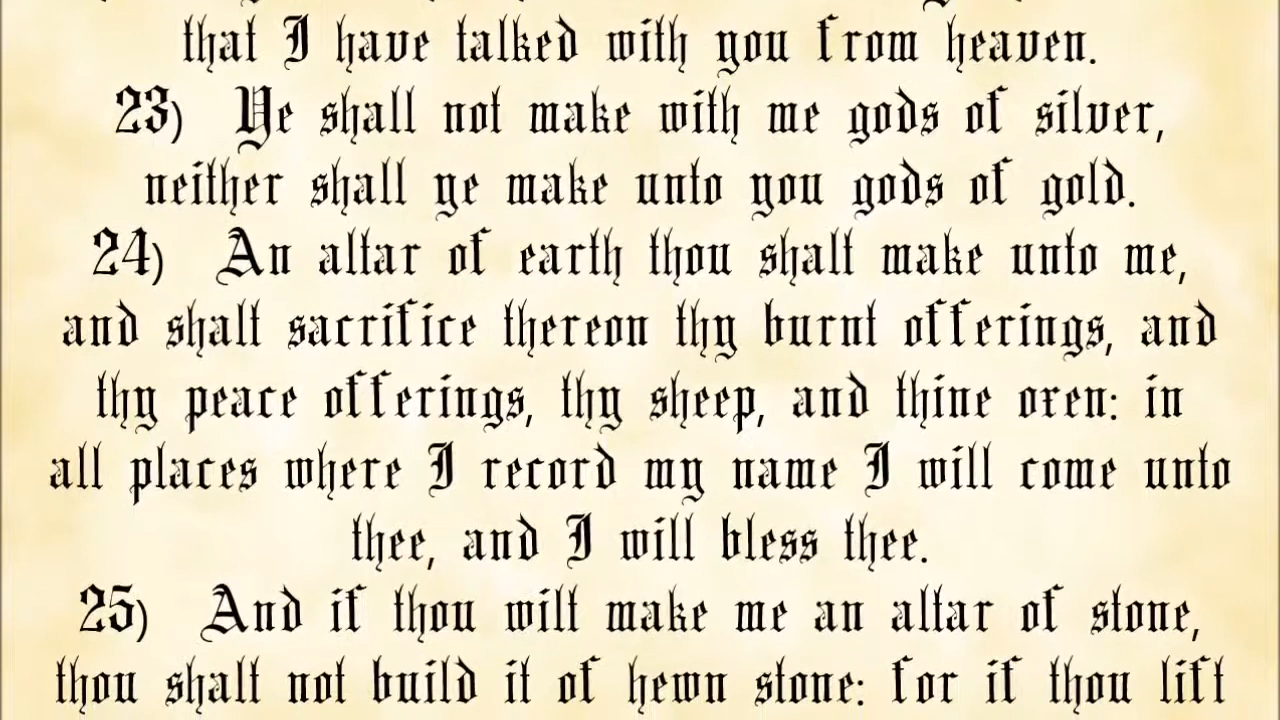 that I have talked with you from heaven.
23) Ye shall not make with me gods of silver,
neither shall ye make unto you gods of gold.
24) An altar of earth thou shalt make unto me,
and shalt sacrifice thereon thy burnt offerings, and
thy peace offerings, thy sheep, and thine oxen: in
all places where I record my name I will come unto
thee, and I will bless thee.
25) And if thou wilt make me an altar of stone,
thou shalt not build it of hewn stone: for if thou lift